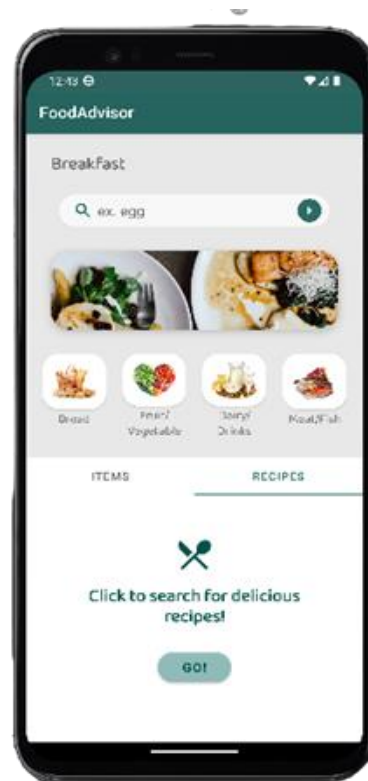 12:43
FoodAdvisor
Breakfast
ex. egg
Bread
Fruit/
Vegetable
Dairy/
Drinks
Meat/Fish
ITEMS
RECIPES
Click to search for delicious
recipes!
GO!